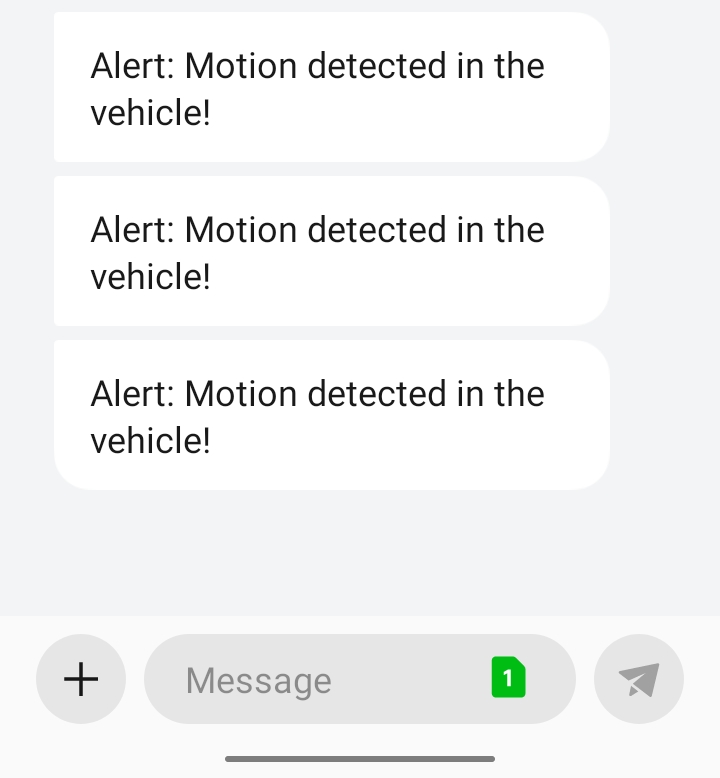 Alert: Motion detected in the
vehicle!
Alert: Motion detected in the
vehicle!
Alert: Motion detected in the
vehicle!
Message
1